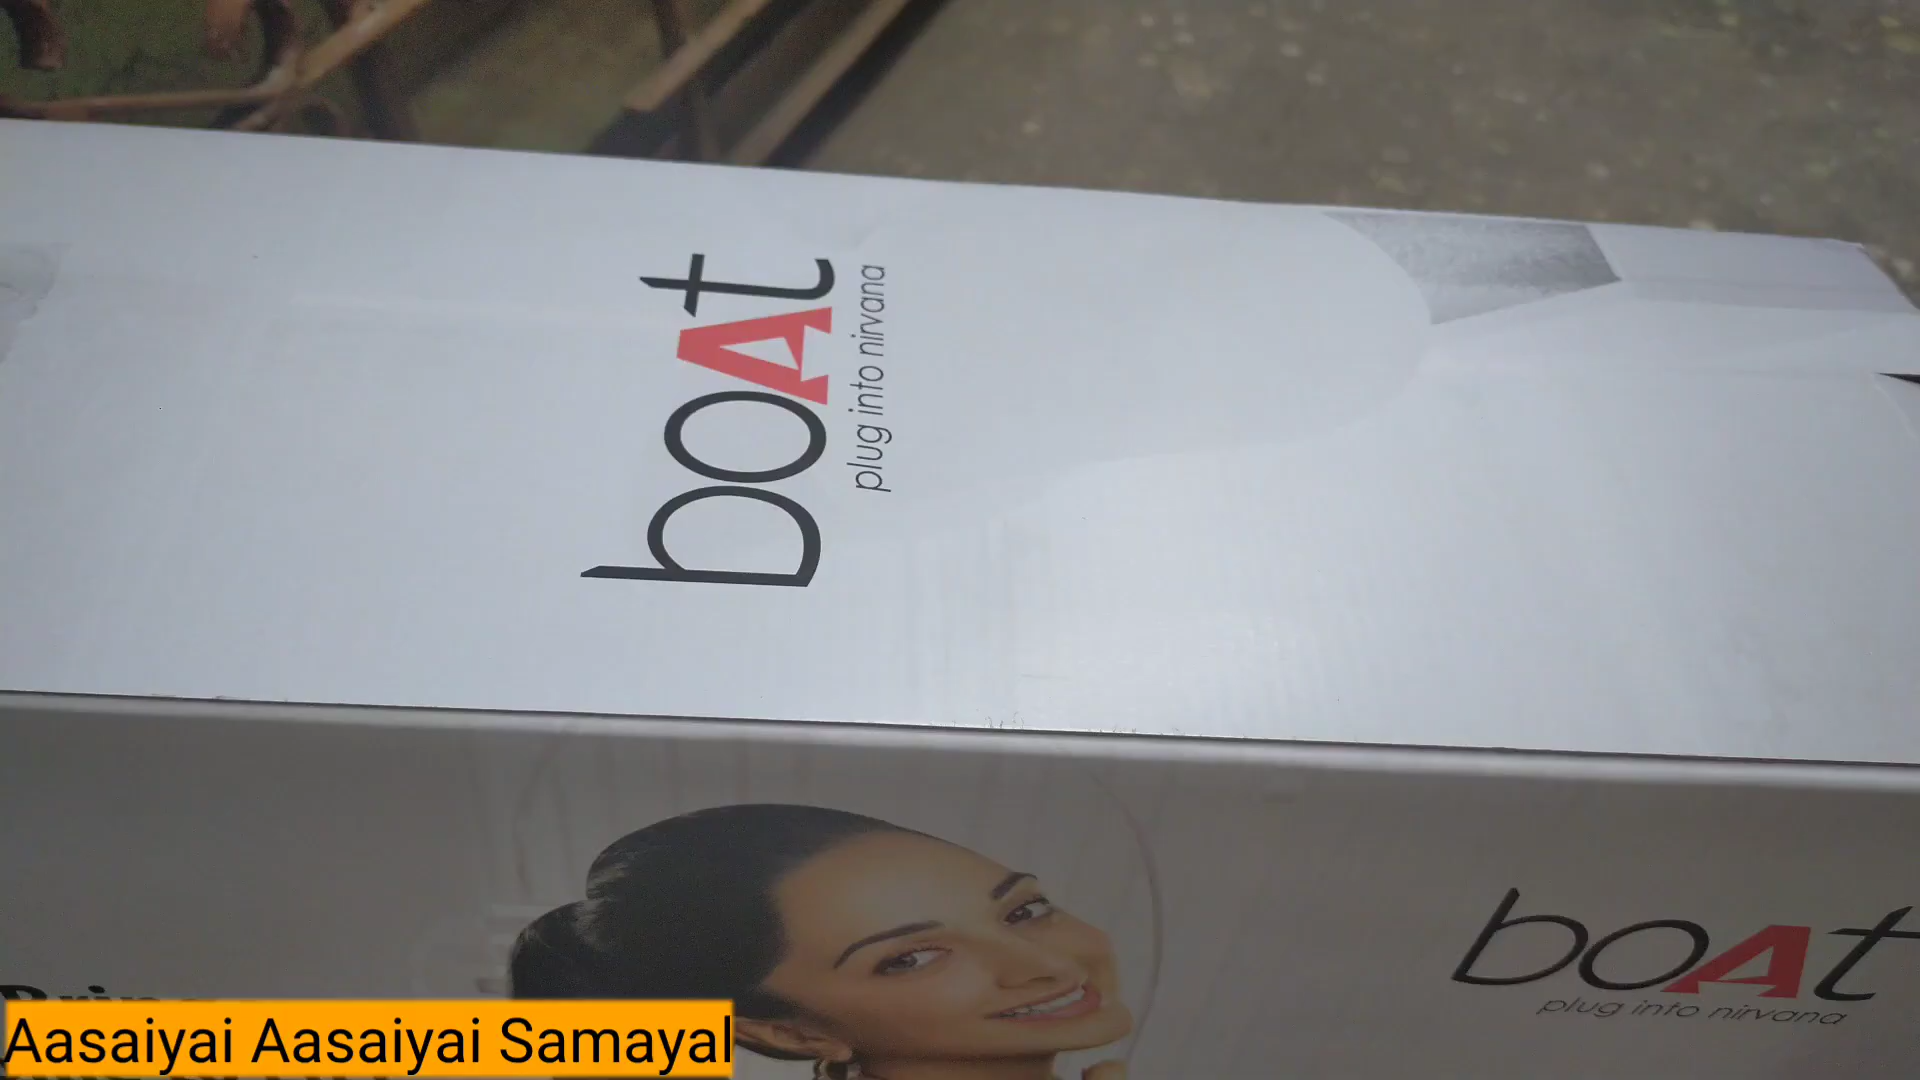 boAt
plug into nirvana
boAt
plug into nirvana
Aasaiyai Aasaiyai Samayal